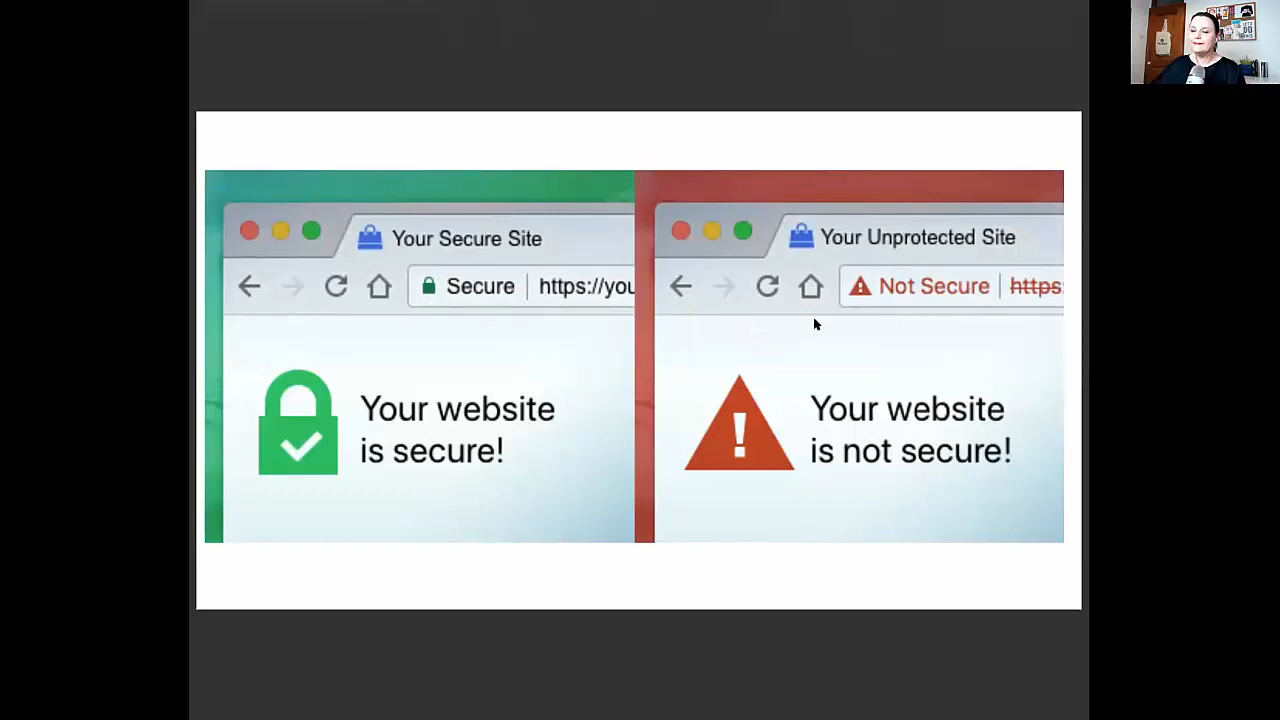 Your Secure Site
Secure
https://you
Your website
is secure!
Your Unprotected Site
Not Secure
https:
Your website
is not secure!